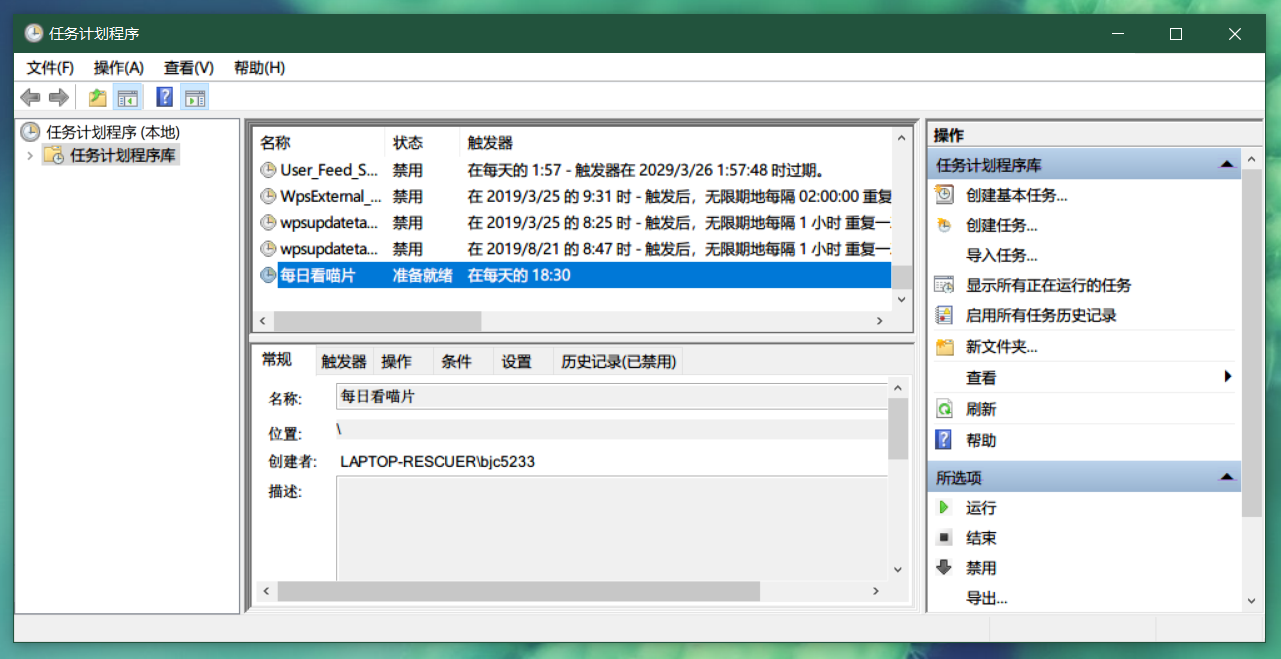 任务计划程序
文件(F) 操作(A) 查看(V) 帮助(H)
任务计划程序 (本地)
任务计划程序库
名称 状态 触发器
User_Feed_S... 禁用 在每天的 1:57 - 触发器在 2029/3/26 1:57:48 时过期。
WpsExternal_... 禁用 在 2019/3/25 的 9:31 时 - 触发后，无限期地每隔 02:00:00 重复
wpsupdateta... 禁用 在 2019/3/25 的 8:25 时 - 触发后，无限期地每隔 1 小时 重复一
wpsupdateta... 禁用 在 2019/8/21 的 8:47 时 - 触发后，无限期地每隔 1 小时 重复一
每日看喵片 准备就绪 在每天的 18:30
常规 触发器 操作 条件 设置 历史记录(已禁用)
名称: 每日看喵片
位置: \
创建者: LAPTOP-RESCUER\bjc5233
描述:
操作
任务计划程序库
创建基本任务...
创建任务...
导入任务...
显示所有正在运行的任务
启用所有任务历史记录
新文件夹...
查看
刷新
帮助
所选项
运行
结束
禁用
导出...